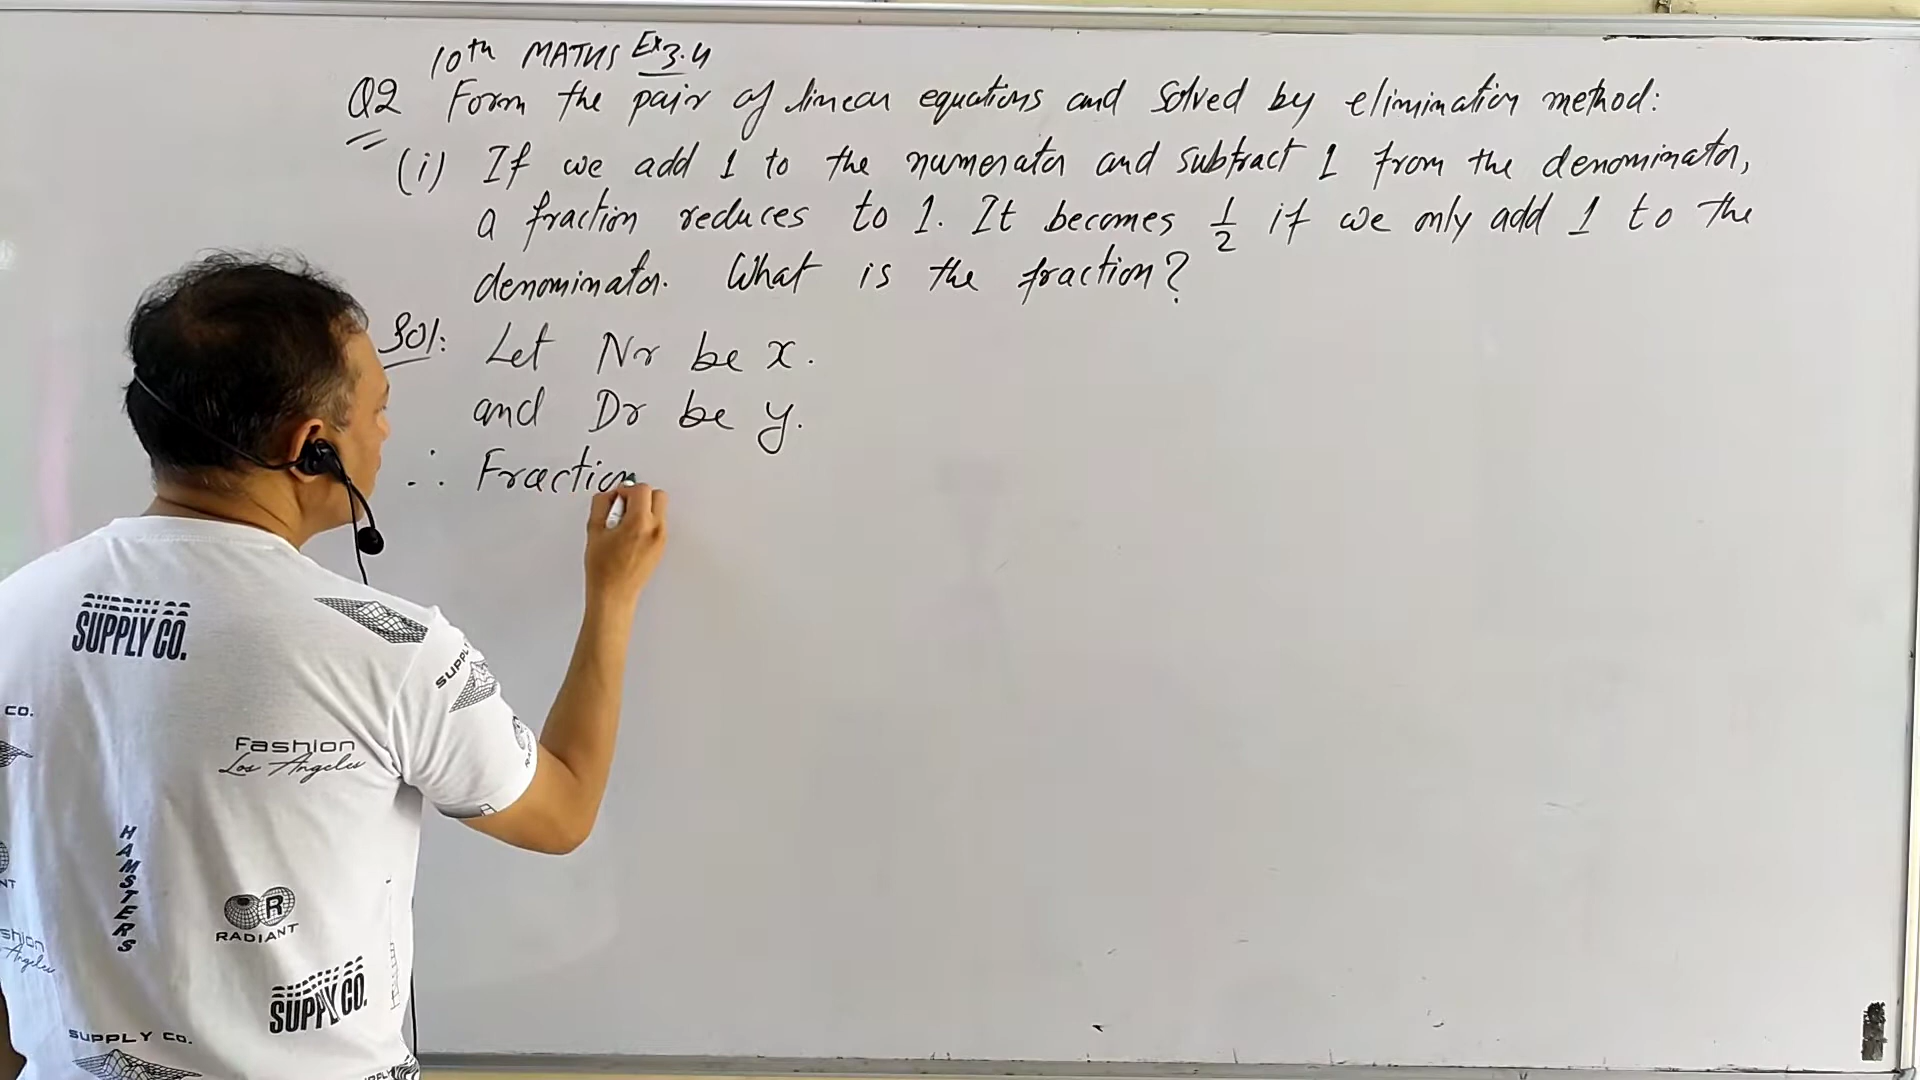 10th MATHS Ex 3.4
Q2 Form the pair of linear equations and solved by elimination method:
(i) If we add 1 to the numerator and subtract 1 from the denominator,
a fraction reduces to 1. It becomes 1/2 if we only add 1 to the
denominator. What is the fraction?
Sol: Let Nr be x.
and Dr be y.
∴ Fraction
SUPPLY CO.
SUPPLY
CO.
Fashion
Los Angeles
HAMSTERS
R
RADIANT
SUPPLY CO.
SUPPLY CO.